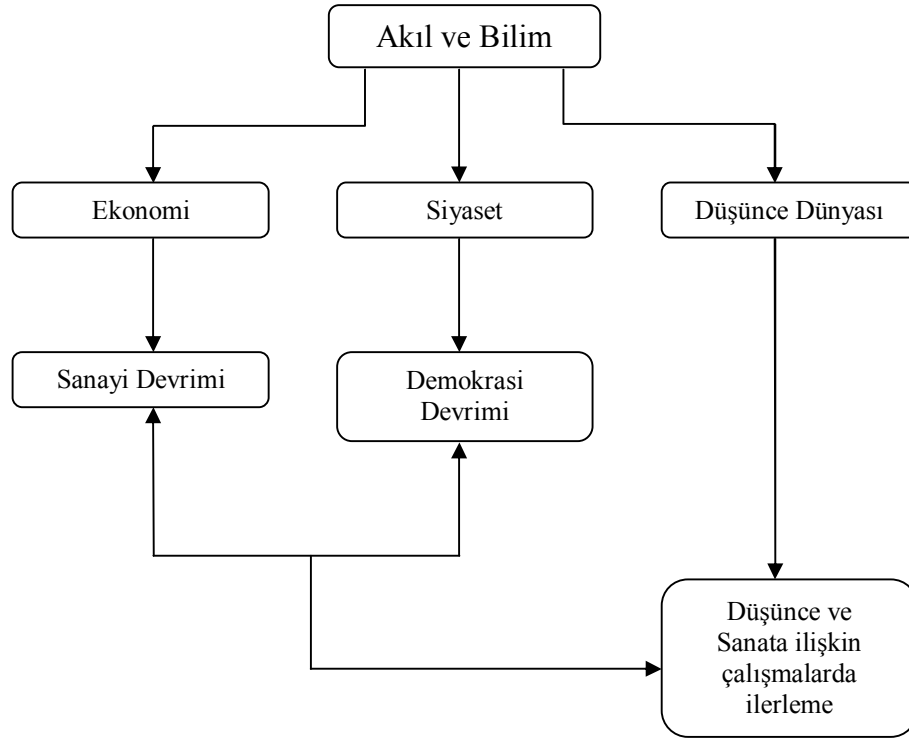 Akıl ve Bilim
Ekonomi
Siyaset
Düşünce Dünyası
Sanayi Devrimi
Demokrasi
Devrimi
Düşünce ve
Sanata ilişkin
çalışmalarda
ilerleme